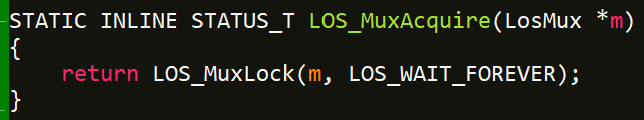 STATIC INLINE STATUS_T LOS_MuxAcquire(LosMux *m)
{
    return LOS_MuxLock(m, LOS_WAIT_FOREVER);
}